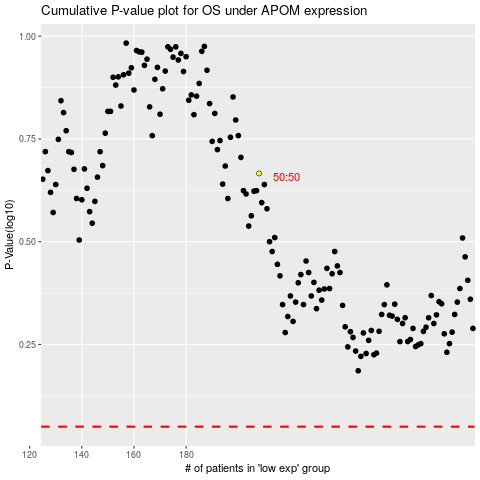 Cumulative P-value plot for OS under APOM expression
P-Value(log10)
1.00
0.75
0.50
0.25
50:50
120 140 160 180
# of patients in 'low exp' group